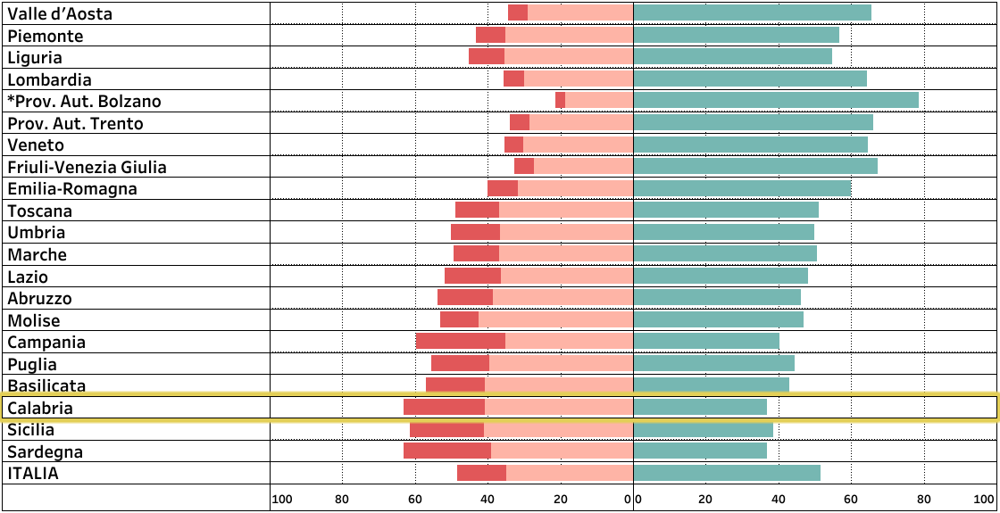 Valle d’Aosta
Piemonte
Liguria
Lombardia
*Prov. Aut. Bolzano
Prov. Aut. Trento
Veneto
Friuli-Venezia Giulia
Emilia-Romagna
Toscana
Umbria
Marche
Lazio
Abruzzo
Molise
Campania
Puglia
Basilicata
Calabria
Sicilia
Sardegna
ITALIA
100 80 60 40 20 0 0 20 40 60 80 100